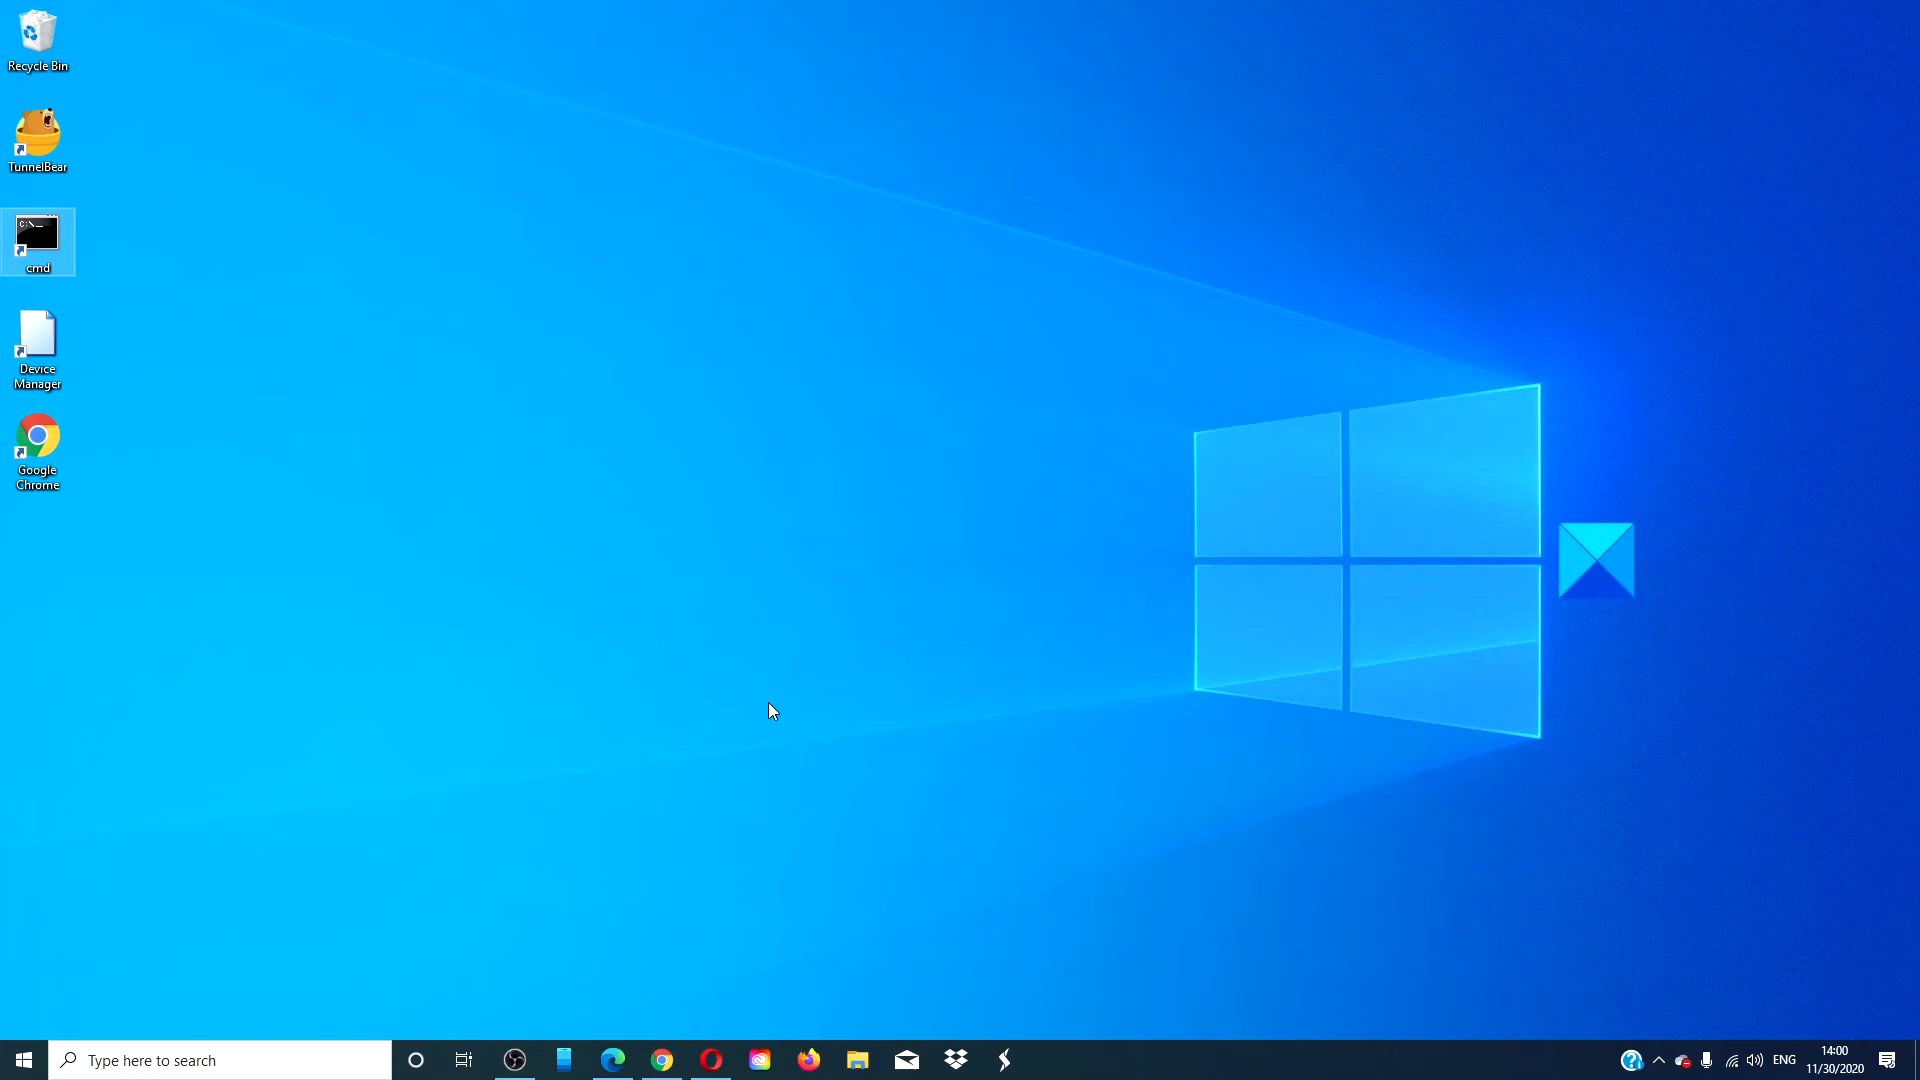 Recycle Bin
TunnelBear
C:\._
cmd
Device
Manager
Google
Chrome
Type here to search
ENG
14:00
11/30/2020